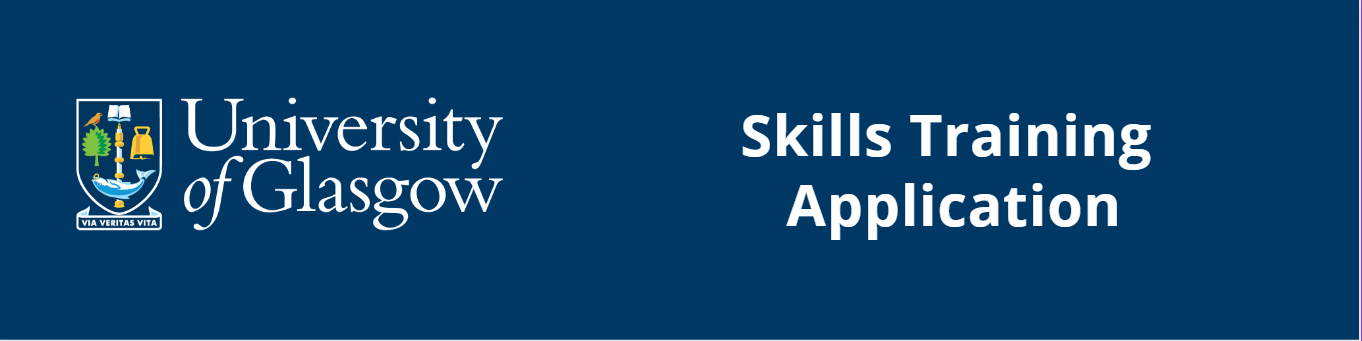 University
of Glasgow
VIA VERITAS VITA
Skills Training
Application